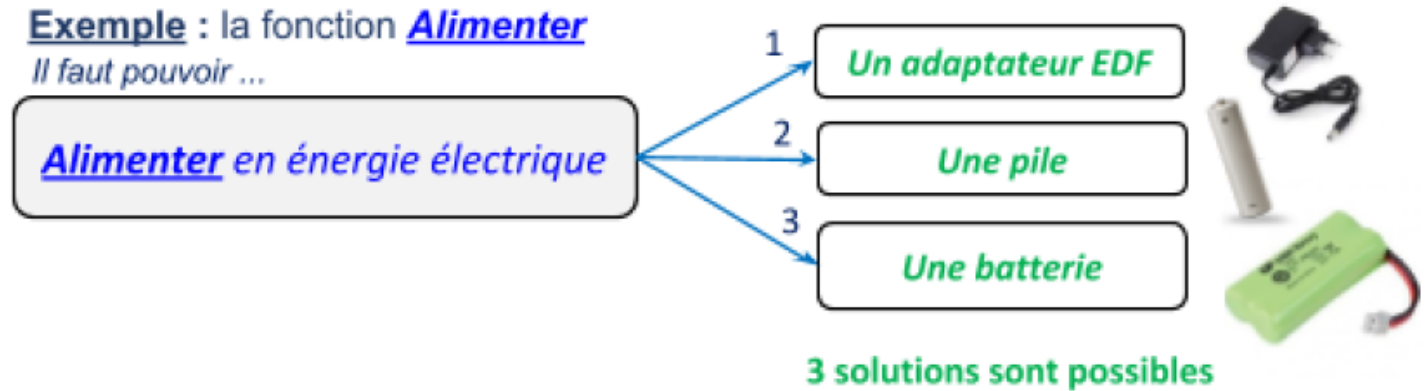 Exemple : la fonction Alimenter
Il faut pouvoir ...
Alimenter en énergie électrique
1
Un adaptateur EDF
2
Une pile
3
Une batterie
3 solutions sont possibles